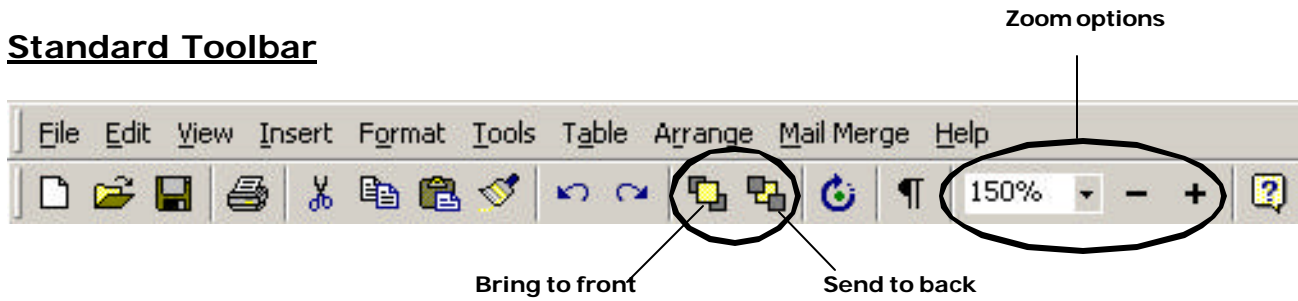 Zoom options
Standard Toolbar
File Edit View Insert Format Tools Table Arrange Mail Merge Help
150%
Bring to front Send to back